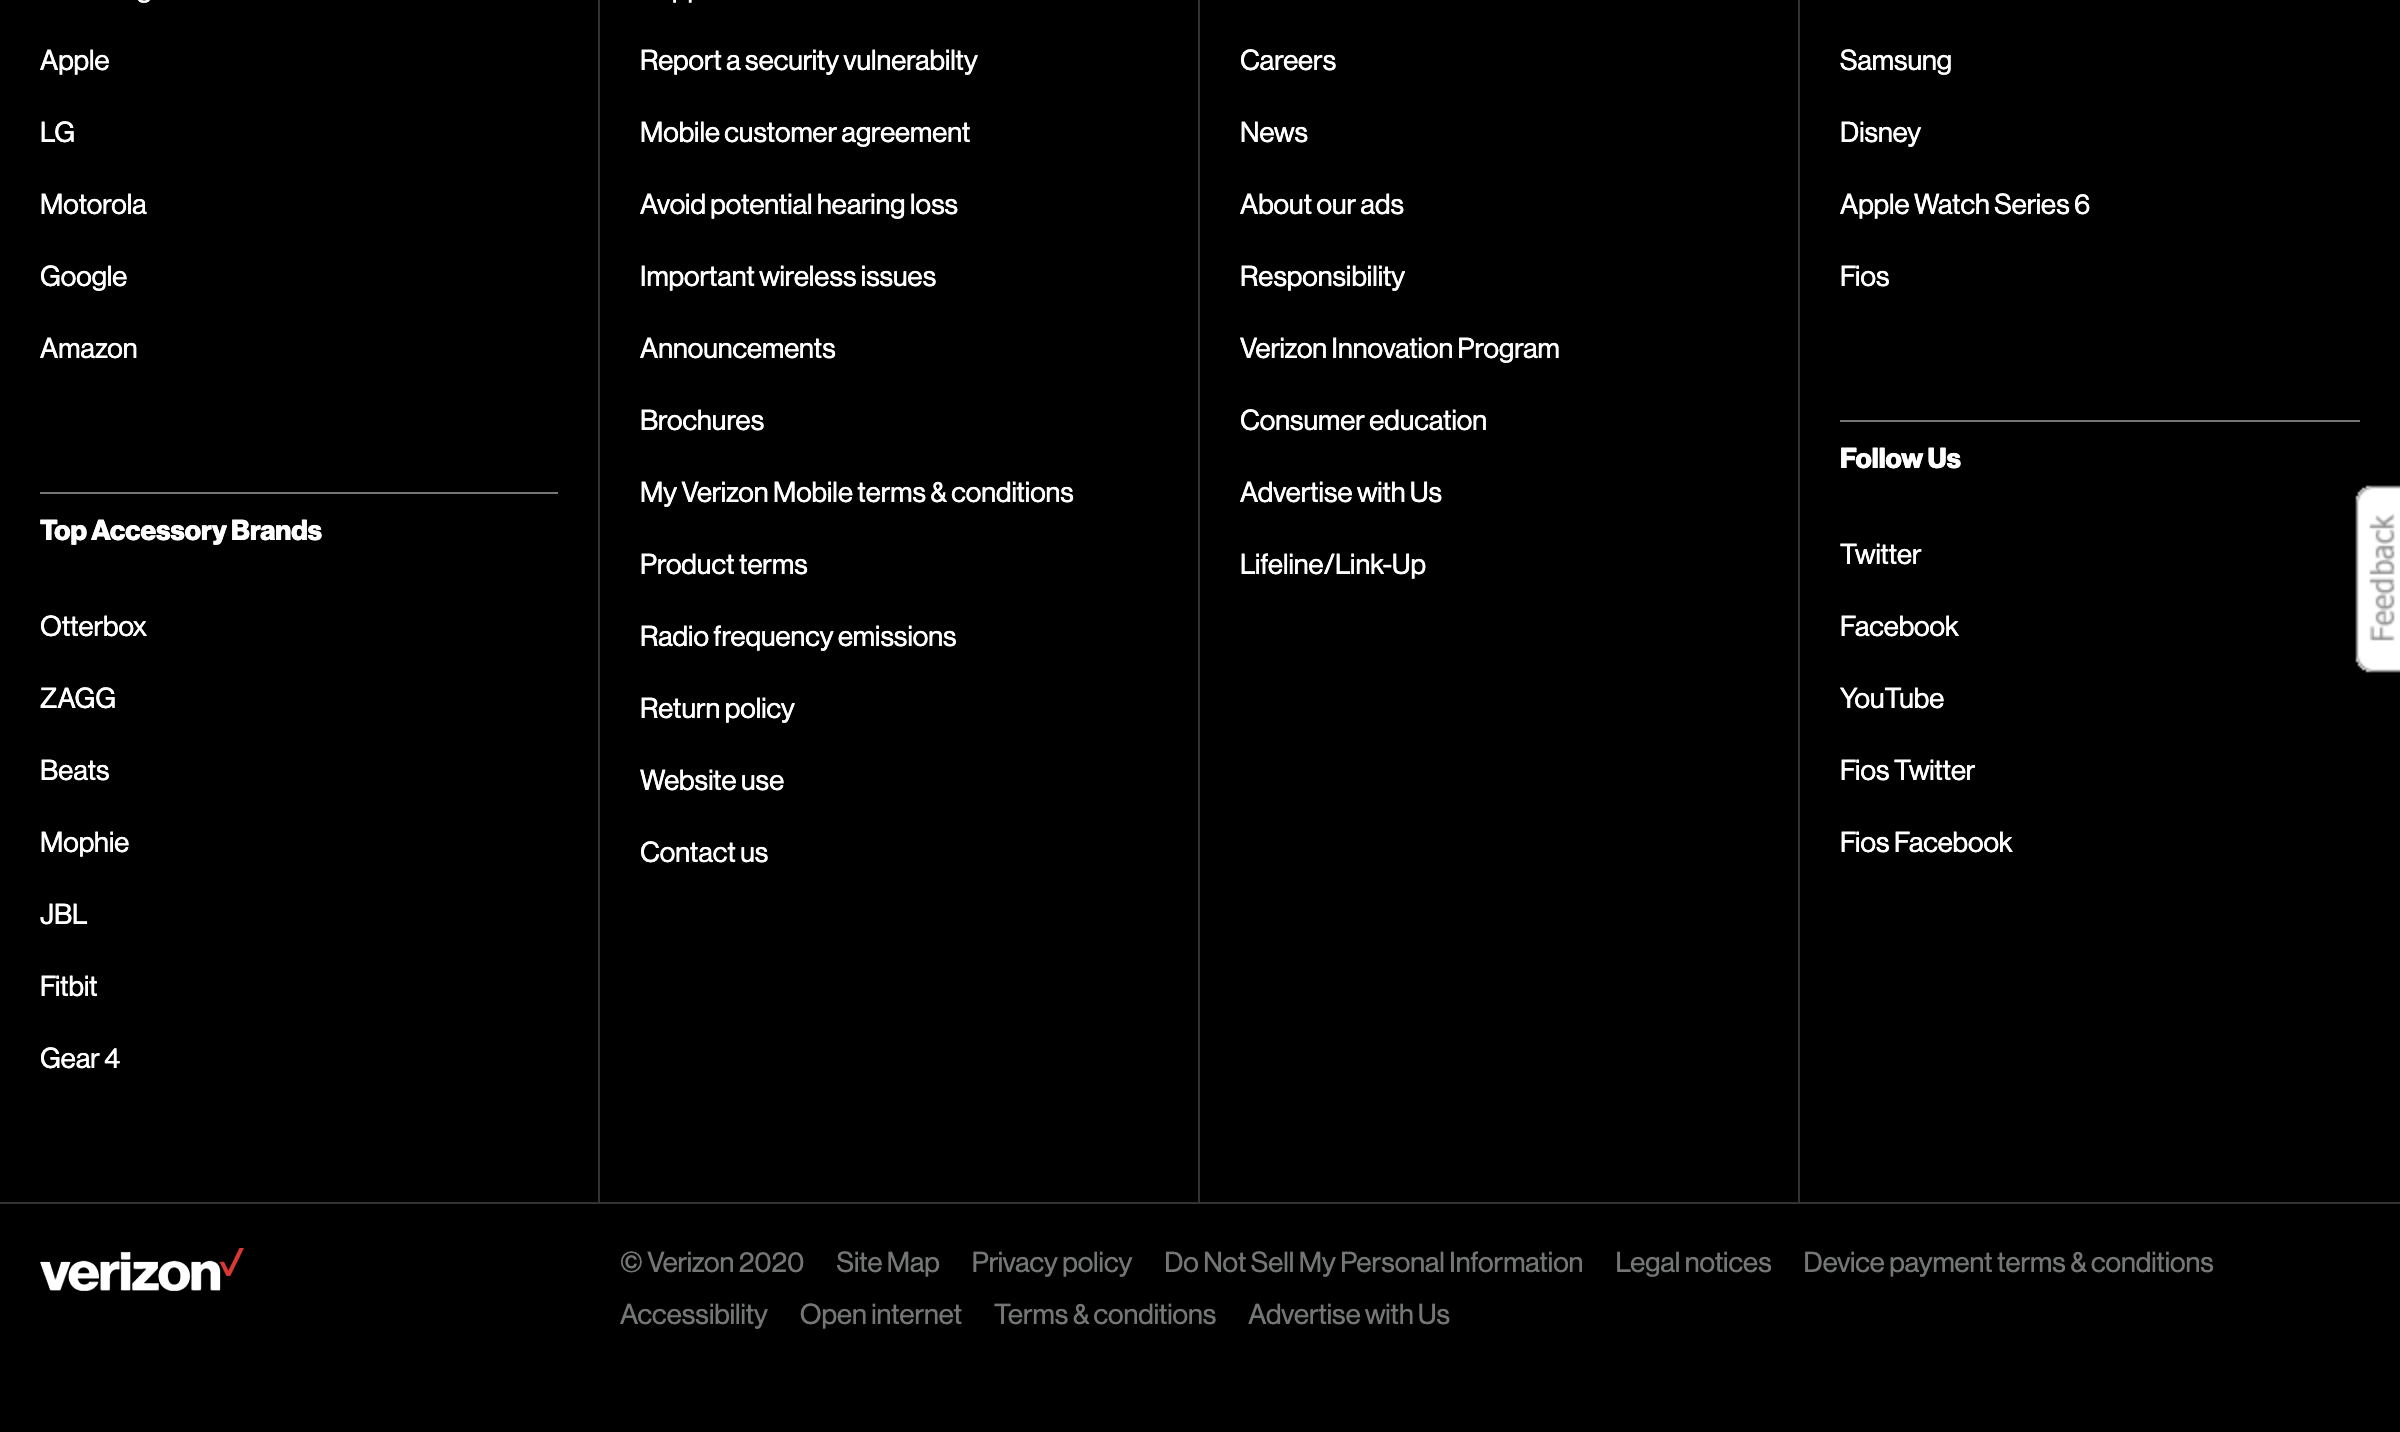 Apple
LG
Motorola
Google
Amazon
Top Accessory Brands
Otterbox
ZAGG
Beats
Mophie
JBL
Fitbit
Gear 4
Report a security vulnerabilty
Mobile customer agreement
Avoid potential hearing loss
Important wireless issues
Announcements
Brochures
My Verizon Mobile terms & conditions
Product terms
Radio frequency emissions
Return policy
Website use
Contact us
Careers
News
About our ads
Responsibility
Verizon Innovation Program
Consumer education
Advertise with Us
Lifeline/Link-Up
Samsung
Disney
Apple Watch Series 6
Fios
Follow Us
Twitter
Facebook
YouTube
Fios Twitter
Fios Facebook
Feedback
verizon
© Verizon 2020 Site Map Privacy policy Do Not Sell My Personal Information Legal notices Device payment terms & conditions
Accessibility Open internet Terms & conditions Advertise with Us